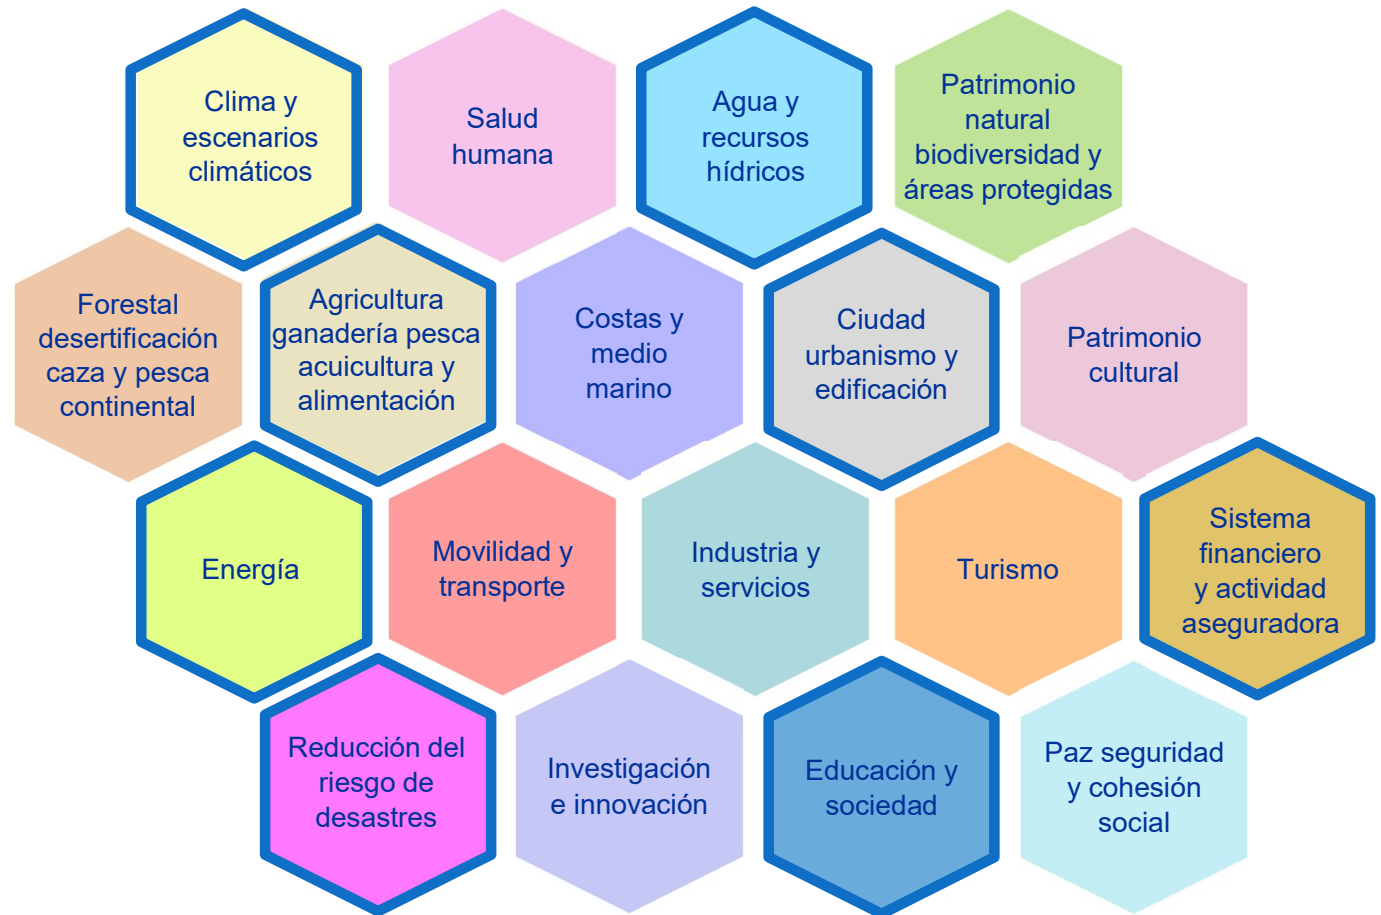 Clima y
escenarios
climáticos
Salud
humana
Agua y
recursos
hídricos
Patrimonio
natural
biodiversidad y
áreas protegidas
Forestal
desertificación
caza y pesca
continental
Agricultura
ganadería pesca
acuicultura y
alimentación
Costas y
medio
marino
Ciudad
urbanismo y
edificación
Patrimonio
cultural
Energía
Movilidad y
transporte
Industria y
servicios
Turismo
Sistema
financiero
y actividad
aseguradora
Reducción del
riesgo de
desastres
Investigación
e innovación
Educación y
sociedad
Paz seguridad
y cohesión
social